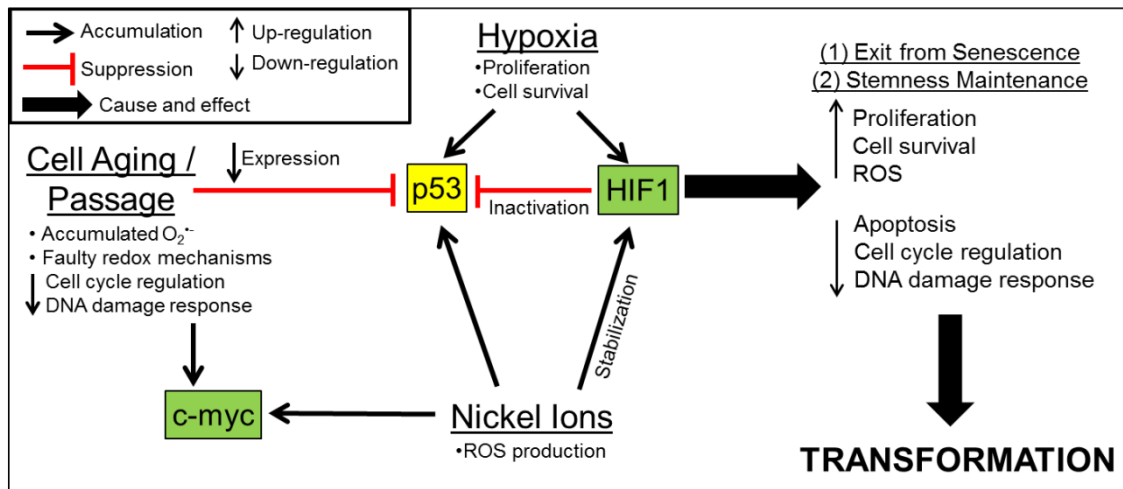 Accumulation
Suppression
Cause and effect
Up-regulation
Down-regulation
Hypoxia
•Proliferation
•Cell survival
(1) Exit from Senescence
(2) Stemness Maintenance
Proliferation
Cell survival
ROS
Apoptosis
Cell cycle regulation
DNA damage response
TRANSFORMATION
Cell Aging /
Passage
• Accumulated O₂•⁻
• Faulty redox mechanisms
Cell cycle regulation
DNA damage response
Expression
p53
Inactivation
HIF1
Stabilization
c-myc
Nickel Ions
•ROS production